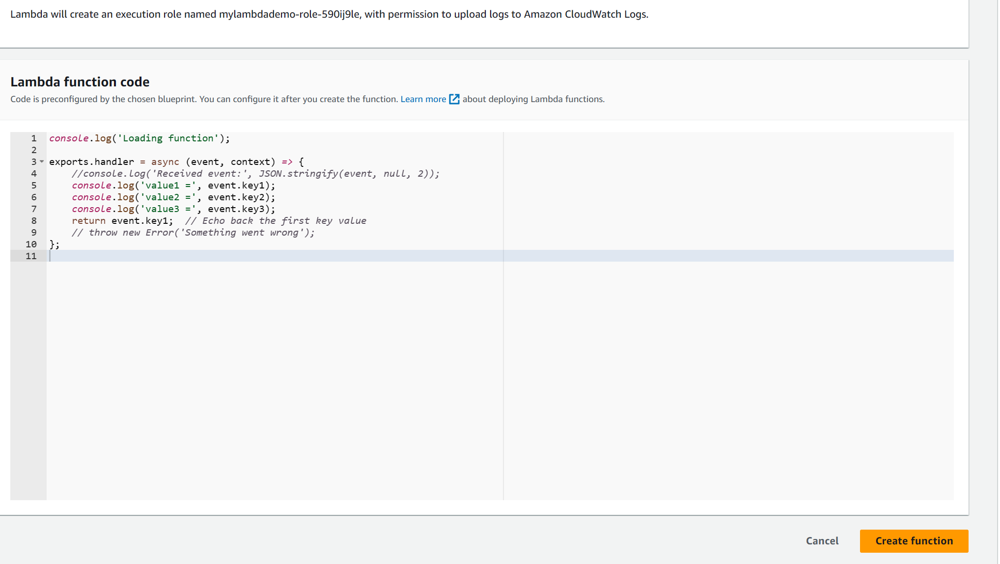 Lambda will create an execution role named mylambdademo-role-590ij9le, with permission to upload logs to Amazon CloudWatch Logs.
Lambda function code
Code is preconfigured by the chosen blueprint. You can configure it after you create the function. Learn more about deploying Lambda functions.
1 console.log('Loading function');
2
3 exports.handler = async (event, context) => {
4     //console.log('Received event:', JSON.stringify(event, null, 2));
5     console.log('value1 =', event.key1);
6     console.log('value2 =', event.key2);
7     console.log('value3 =', event.key3);
8     return event.key1;  // Echo back the first key value
9     // throw new Error('Something went wrong');
10 };
11
Cancel
Create function